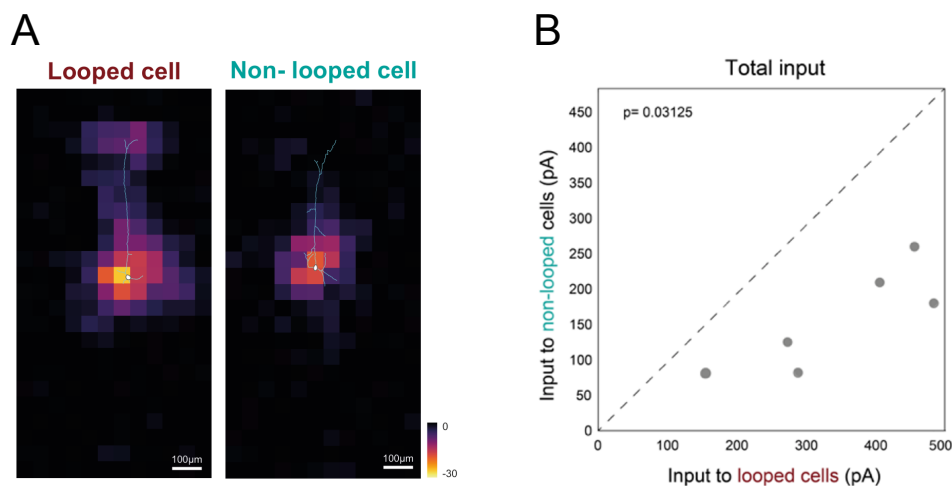 A
Looped cell
Non- looped cell
100μm
100μm
0
-30
B
Total input
p= 0.03125
450
400
350
300
250
200
150
100
50
0
0 100 200 300 400 500
Input to non-looped cells (pA)
Input to looped cells (pA)